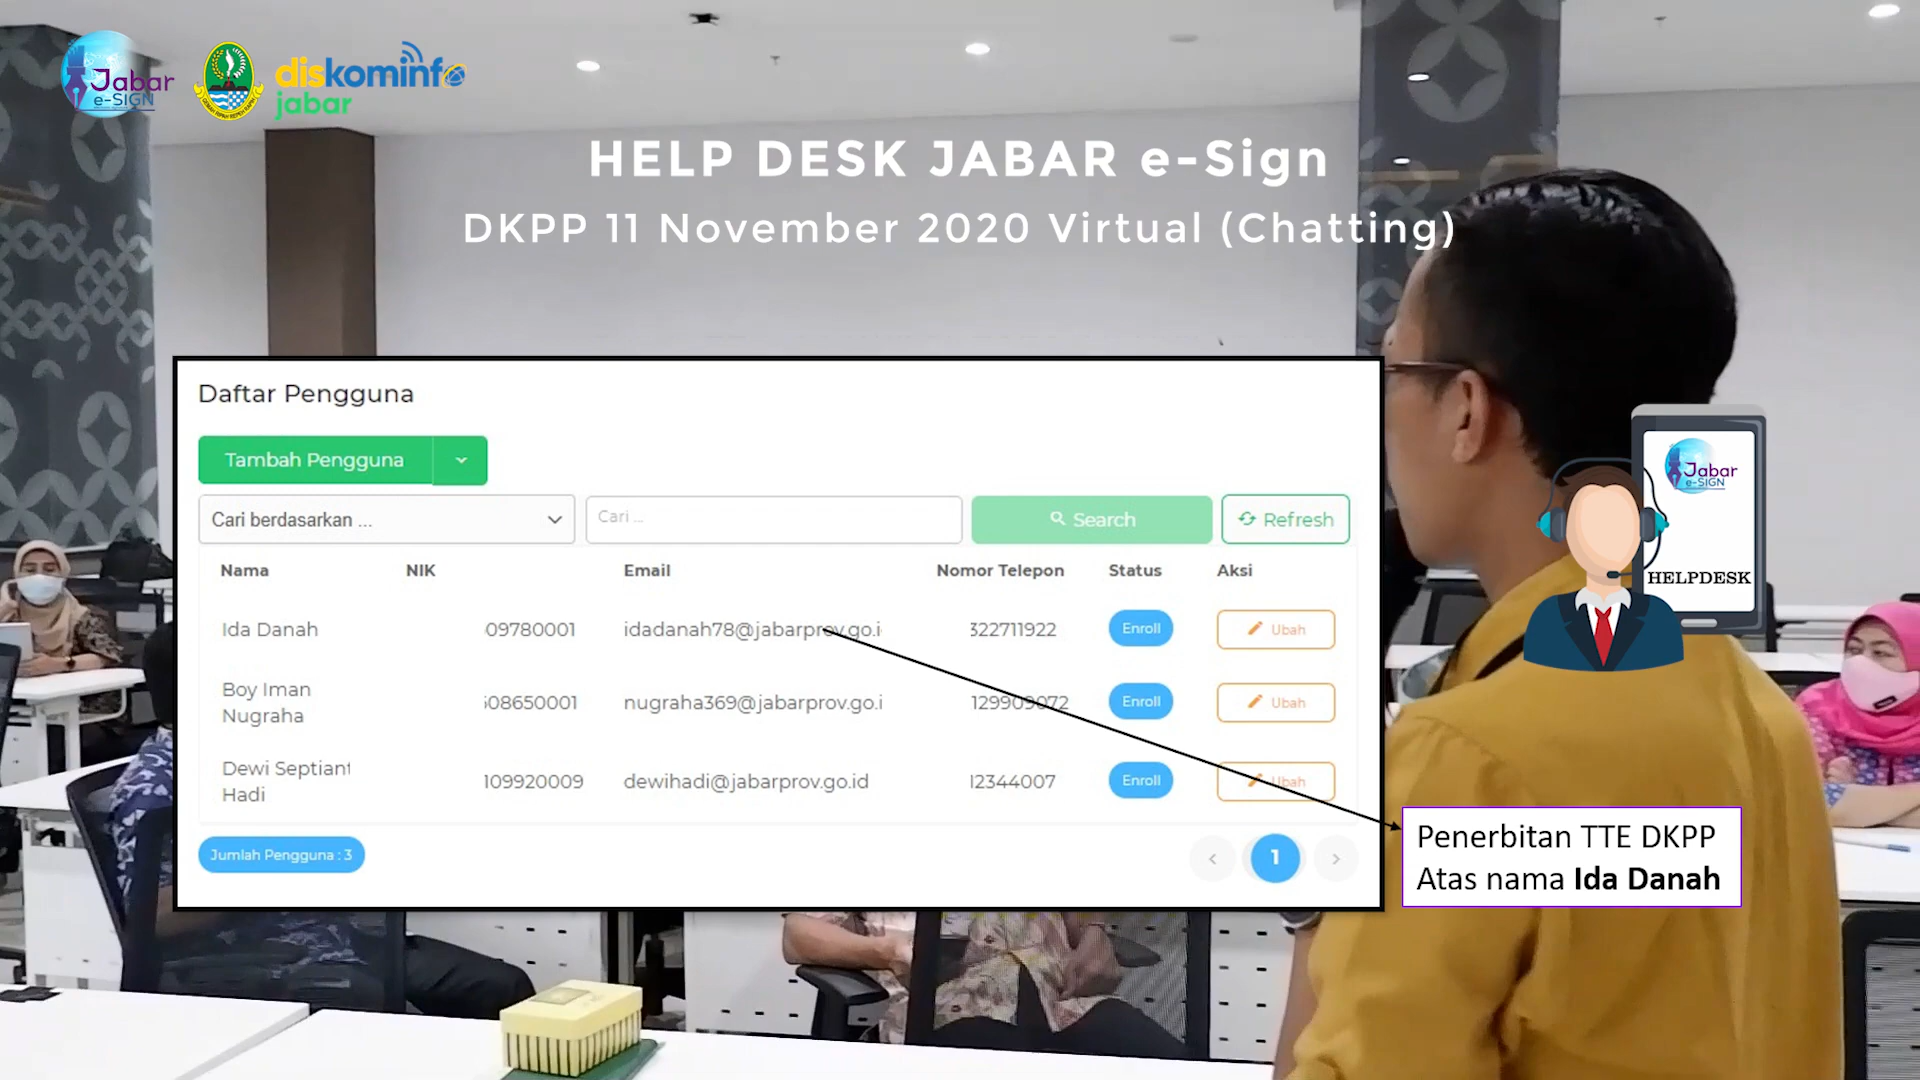 Jabar
e-SIGN
diskominfo
jabar
HELP DESK JABAR e-Sign
DKPP 11 November 2020 Virtual (Chatting)
Daftar Pengguna
Tambah Pengguna
Cari berdasarkan ...
Cari ...
Search
Refresh
Nama NIK Email Nomor Telepon Status Aksi
Ida Danah 09780001 idadanah78@jabarprov.go.i 322711922 Enroll Ubah
Boy Iman
Nugraha 08650001 nugraha369@jabarprov.go.i 129909072 Enroll Ubah
Dewi Septiant
Hadi 109920009 dewihadi@jabarprov.go.id 12344007 Enroll Ubah
Jumlah Pengguna : 3
< 1 >
Jabar
e-SIGN
HELPDESK
Penerbitan TTE DKPP
Atas nama Ida Danah